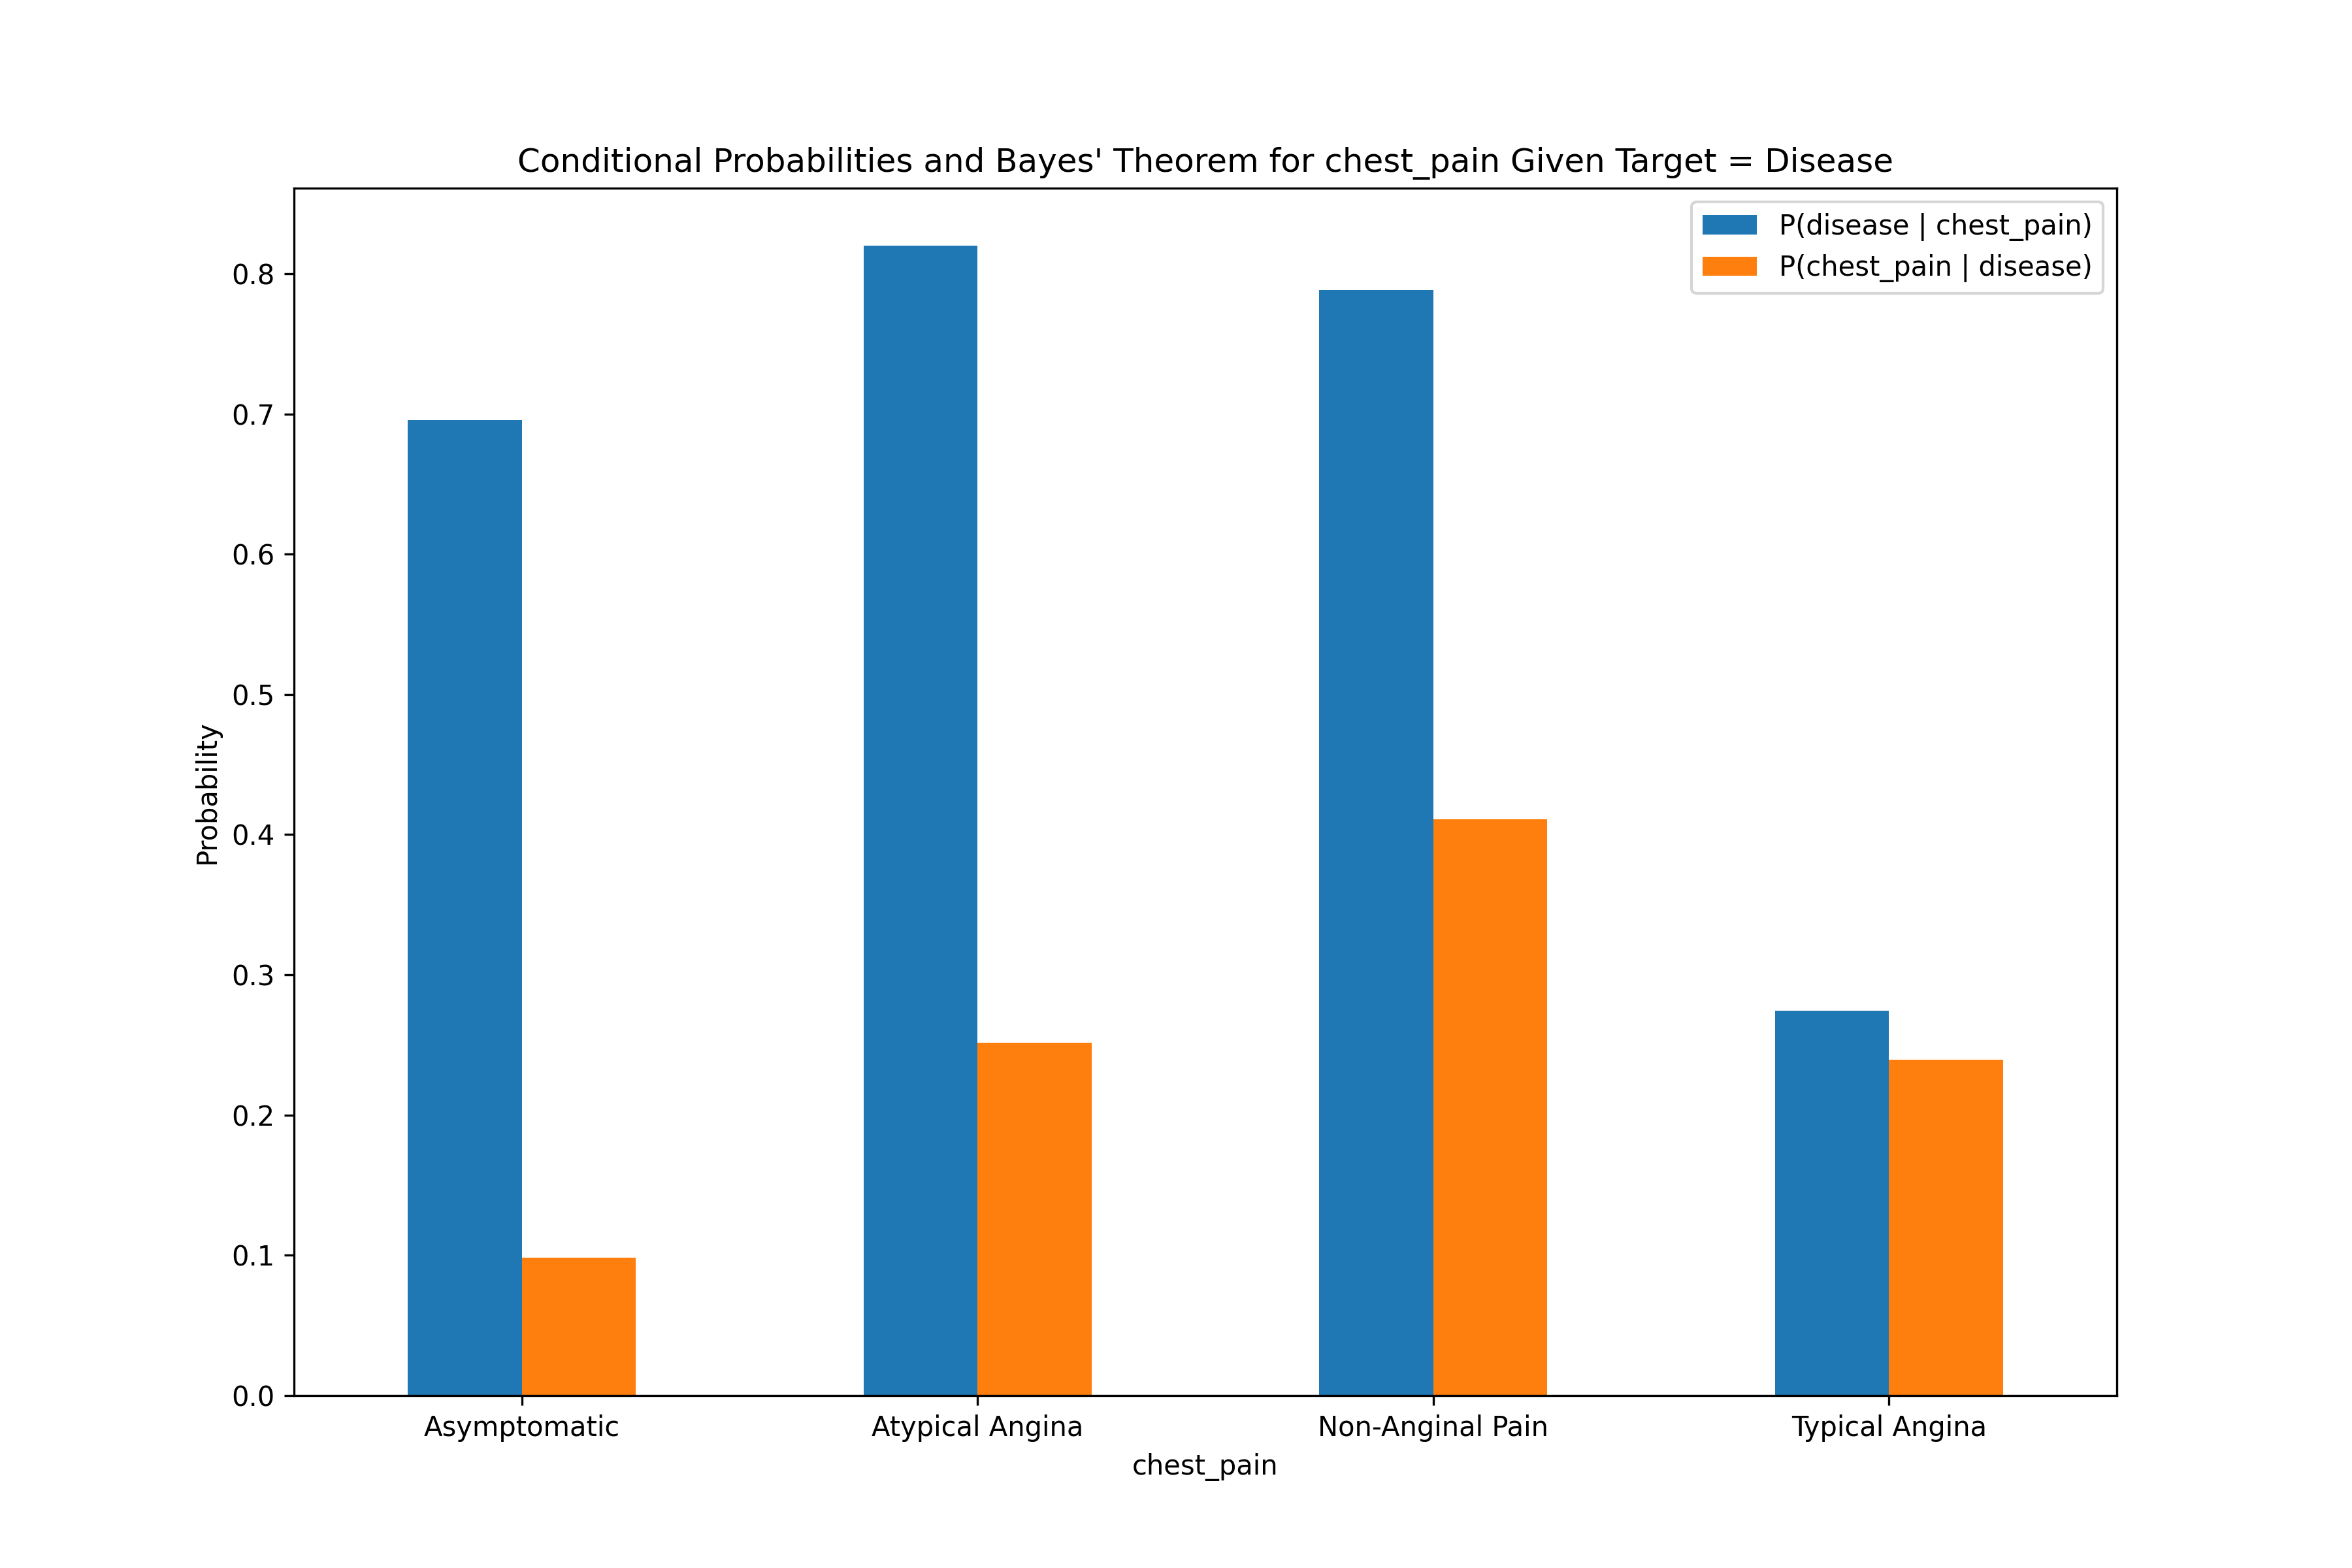 Conditional Probabilities and Bayes' Theorem for chest_pain Given Target = Disease
P(disease | chest_pain)
P(chest_pain | disease)
0.8
0.7
0.6
0.5
0.4
0.3
0.2
0.1
0.0
Probability
Asymptomatic
Atypical Angina
Non-Anginal Pain
Typical Angina
chest_pain